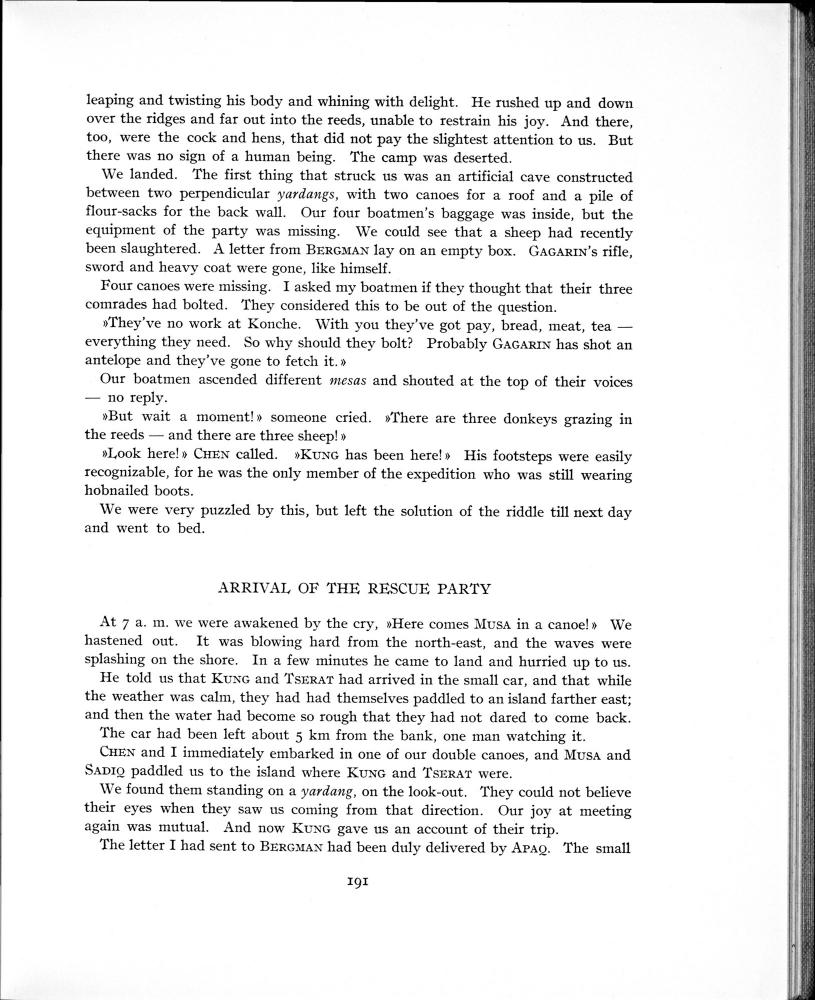 leaping and twisting his body and whining with delight. He rushed up and down
over the ridges and far out into the reeds, unable to restrain his joy. And there,
too, were the cock and hens, that did not pay the slightest attention to us. But
there was no sign of a human being. The camp was deserted.
We landed. The first thing that struck us was an artificial cave constructed
between two perpendicular yardangs, with two canoes for a roof and a pile of
flour-sacks for the back wall. Our four boatmen's baggage was inside, but the
equipment of the party was missing. We could see that a sheep had recently
been slaughtered. A letter from BERGMAN lay on an empty box. GAGARIN's rifle,
sword and heavy coat were gone, like himself.
Four canoes were missing. I asked my boatmen if they thought that their three
comrades had bolted. They considered this to be out of the question.
»They've no work at Konche. With you they've got pay, bread, meat, tea —
everything they need. So why should they bolt? Probably GAGARIN has shot an
antelope and they've gone to fetch it.»
Our boatmen ascended different mesas and shouted at the top of their voices
— no reply.
»But wait a moment!» someone cried. »There are three donkeys grazing in
the reeds — and there are three sheep!»
»Look here!» CHEN called. »KUNG has been here!» His footsteps were easily
recognizable, for he was the only member of the expedition who was still wearing
hobnailed boots.
We were very puzzled by this, but left the solution of the riddle till next day
and went to bed.
ARRIVAL OF THE RESCUE PARTY
At 7 a. m. we were awakened by the cry, »Here comes MUSA in a canoe!» We
hastened out. It was blowing hard from the north-east, and the waves were
splashing on the shore. In a few minutes he came to land and hurried up to us.
He told us that KUNG and TSERAT had arrived in the small car, and that while
the weather was calm, they had had themselves paddled to an island farther east;
and then the water had become so rough that they had not dared to come back.
The car had been left about 5 km from the bank, one man watching it.
CHEN and I immediately embarked in one of our double canoes, and MUSA and
SADIQ paddled us to the island where KUNG and TSERAT were.
We found them standing on a yardang, on the look-out. They could not believe
their eyes when they saw us coming from that direction. Our joy at meeting
again was mutual. And now KUNG gave us an account of their trip.
The letter I had sent to BERGMAN had been duly delivered by APAQ. The small
191